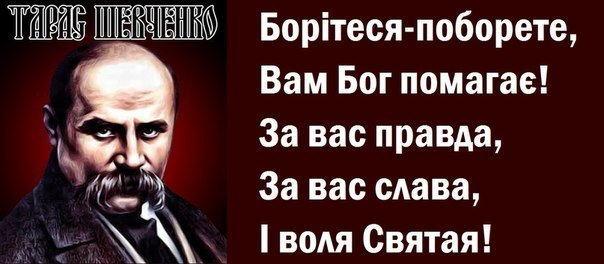 ТАРАС ШЕВЧЕНКО
Борітеся-поборете,
Вам Бог помагає!
За вас правда,
За вас слава,
І воля Святая!